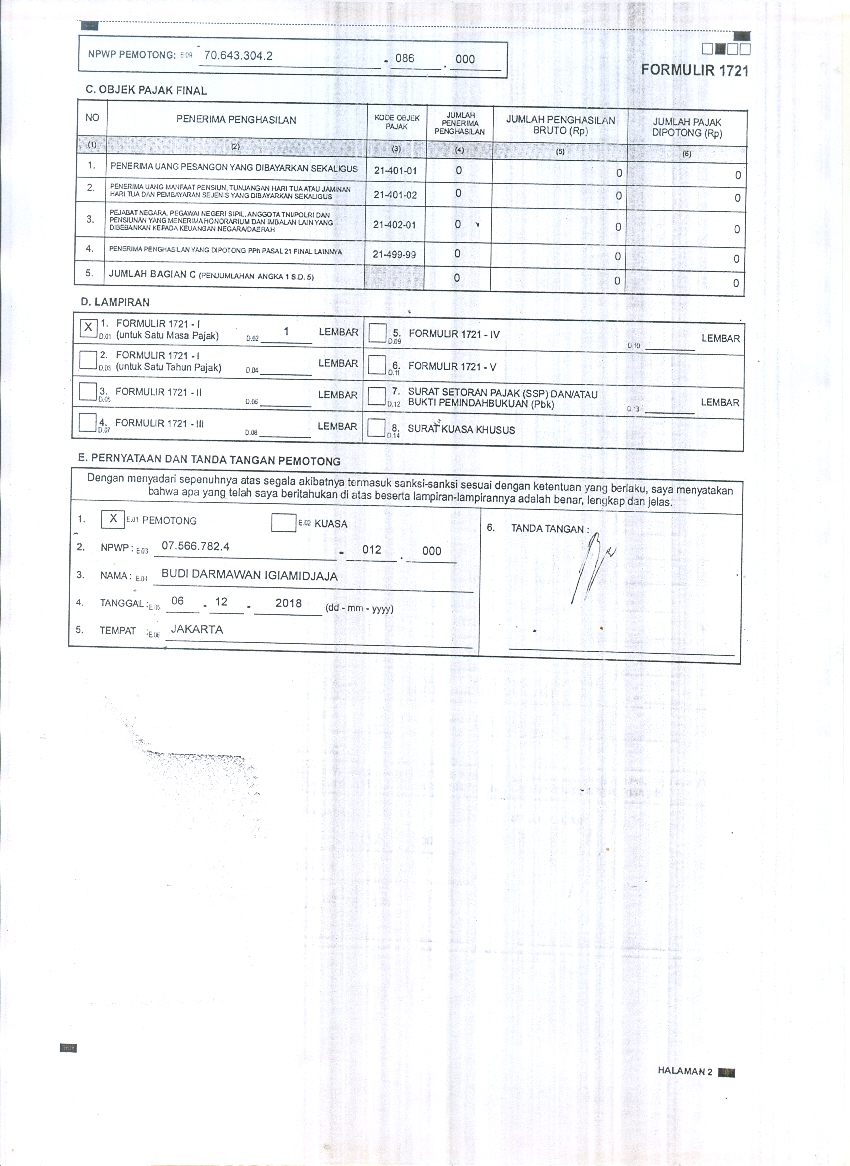 NPWP PEMOTONG: E.09 70.643.304.2 - 086 . 000
FORMULIR 1721
C. OBJEK PAJAK FINAL
NO PENERIMA PENGHASILAN KODE OBJEK PAJAK JUMLAH PENERIMA PENGHASILAN JUMLAH PENGHASILAN BRUTO (Rp) JUMLAH PAJAK DIPOTONG (Rp)
(1) (2) (3) (4) (5) (6)
1. PENERIMA UANG PESANGON YANG DIBAYARKAN SEKALIGUS 21-401-01 0 0 0
2. PENERIMA UANG MANFAAT PENSIUN, TUNJANGAN HARI TUA ATAU JAMINAN
HARI TUA DAN PEMBAYARAN SEJENIS YANG DIBAYARKAN SEKALIGUS 21-401-02 0 0 0
3. PEJABAT NEGARA, PEGAWAI NEGERI SIPIL, ANGGOTA TNI/POLRI DAN
PENSIUNAN YANG MENERIMA HONORARIUM DAN IMBALAN LAIN YANG
DIBEBANKAN KEPADA KEUANGAN NEGARA/DAERAH 21-402-01 0 0 0
4. PENERIMA PENGHASILAN YANG DIPOTONG PPh PASAL 21 FINAL LAINNYA 21-499-99 0 0 0
5. JUMLAH BAGIAN C (PENJUMLAHAN ANGKA 1 S.D. 5) 0 0 0
D. LAMPIRAN
X D.01 1. FORMULIR 1721 - I
(untuk Satu Masa Pajak) D.02 1 LEMBAR
D.03 2. FORMULIR 1721 - I
(untuk Satu Tahun Pajak) D.04 LEMBAR
D.05 3. FORMULIR 1721 - II D.06 LEMBAR
D.07 4. FORMULIR 1721 - III D.08 LEMBAR
D.09 5. FORMULIR 1721 - IV D.10 LEMBAR
D.11 6. FORMULIR 1721 - V
D.12 7. SURAT SETORAN PAJAK (SSP) DAN/ATAU
BUKTI PEMINDAHBUKUAN (Pbk) D.13 LEMBAR
D.14 8. SURAT KUASA KHUSUS
E. PERNYATAAN DAN TANDA TANGAN PEMOTONG
Dengan menyadari sepenuhnya atas segala akibatnya termasuk sanksi-sanksi sesuai dengan ketentuan yang berlaku, saya menyatakan
bahwa apa yang telah saya beritahukan di atas beserta lampiran-lampirannya adalah benar, lengkap dan jelas.
1. X E.01 PEMOTONG E.02 KUASA
2. NPWP : E.03 07.566.782.4 - 012 . 000
3. NAMA : E.04 BUDI DARMAWAN IGIAMIDJAJA
4. TANGGAL : E.05 06 - 12 - 2018 (dd - mm - yyyy)
5. TEMPAT : E.06 JAKARTA
6. TANDA TANGAN :
HALAMAN 2